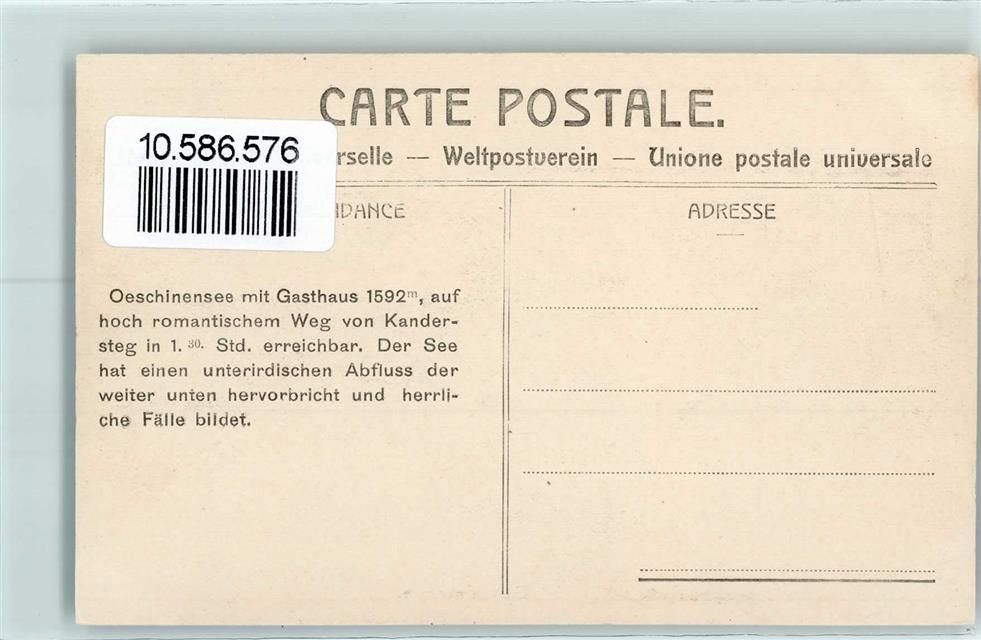 CARTE POSTALE.
10.586.576
rselle — Weltpostverein — Unione postale universale
DANCE
ADRESSE
Oeschinensee mit Gasthaus 1592m, auf
hoch romantischem Weg von Kander-
steg in 1.30. Std. erreichbar. Der See
hat einen unterirdischen Abfluss der
weiter unten hervorbricht und herrli-
che Fälle bildet.